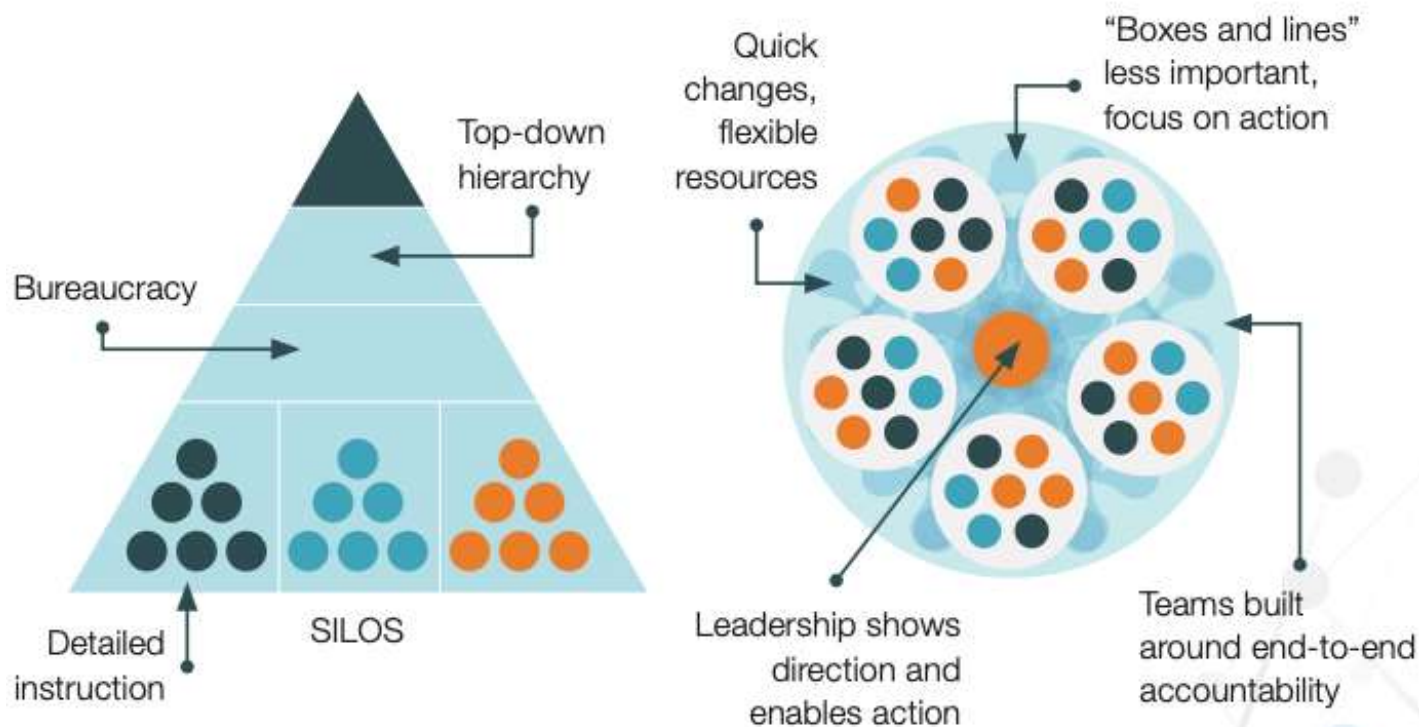 Top-down
hierarchy
Bureaucracy
Detailed
instruction
SILOS
Quick
changes,
flexible
resources
“Boxes and lines”
less important,
focus on action
Leadership shows
direction and
enables action
Teams built
around end-to-end
accountability